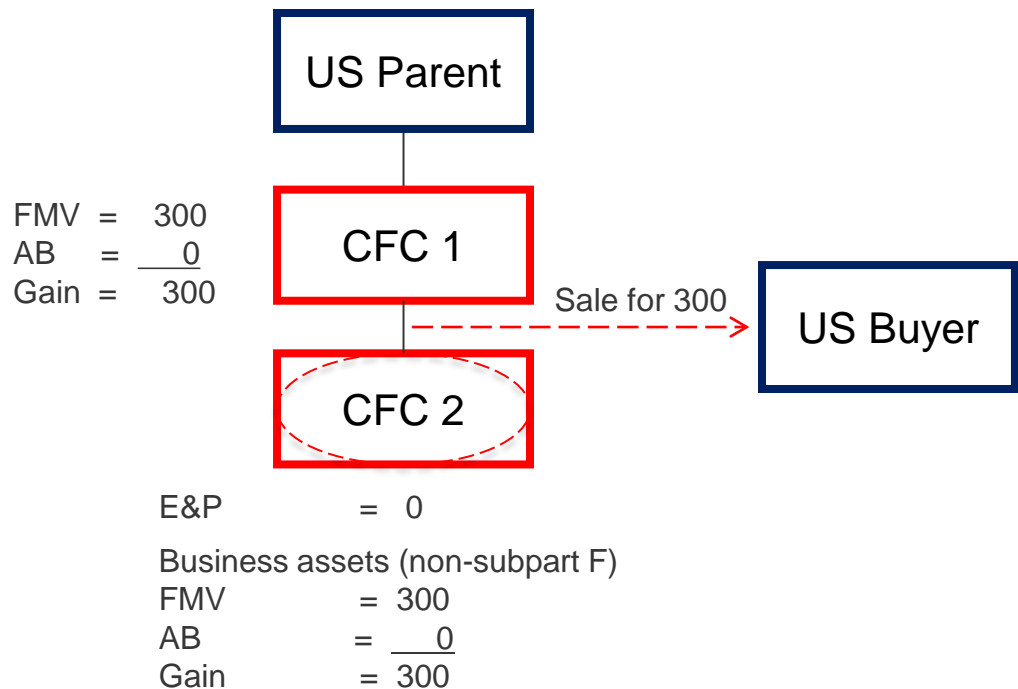 US Parent
FMV = 300
AB = 0
Gain = 300
CFC 1
Sale for 300
US Buyer
CFC 2
E&P = 0
Business assets (non-subpart F)
FMV = 300
AB = 0
Gain = 300